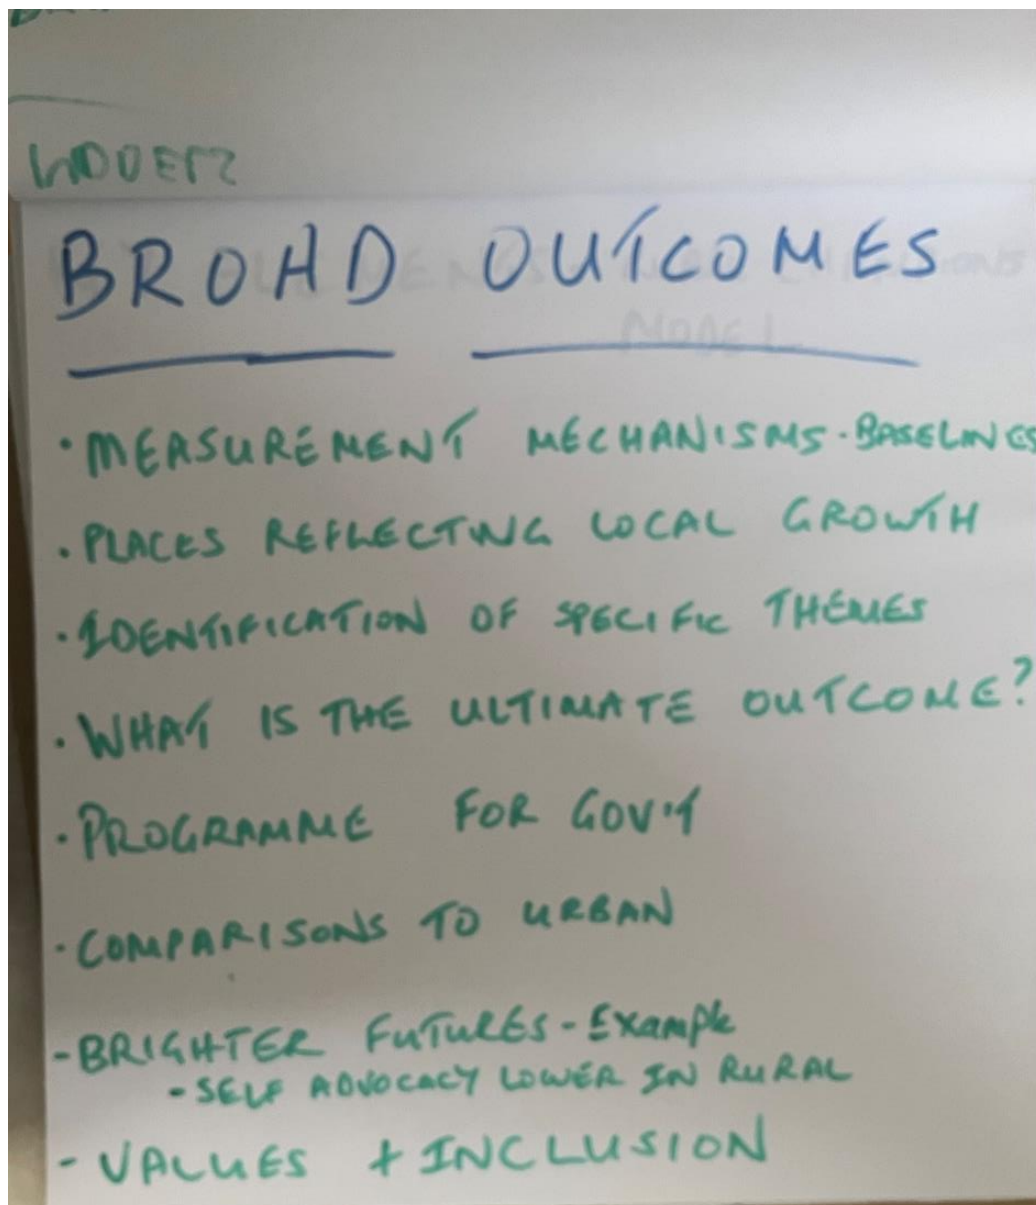 BROAD OUTCOMES
MODEL
· MEASUREMENT MECHANISMS - BASELINES
· PLACES REFLECTING LOCAL GROWTH
· IDENTIFICATION OF SPECIFIC THEMES
· WHAT IS THE ULTIMATE OUTCOME?
· PROGRAMME FOR GOV'T
· COMPARISONS TO URBAN
- BRIGHTER FUTURES - Example
- SELF ADVOCACY LOWER IN RURAL
- VALUES + INCLUSION